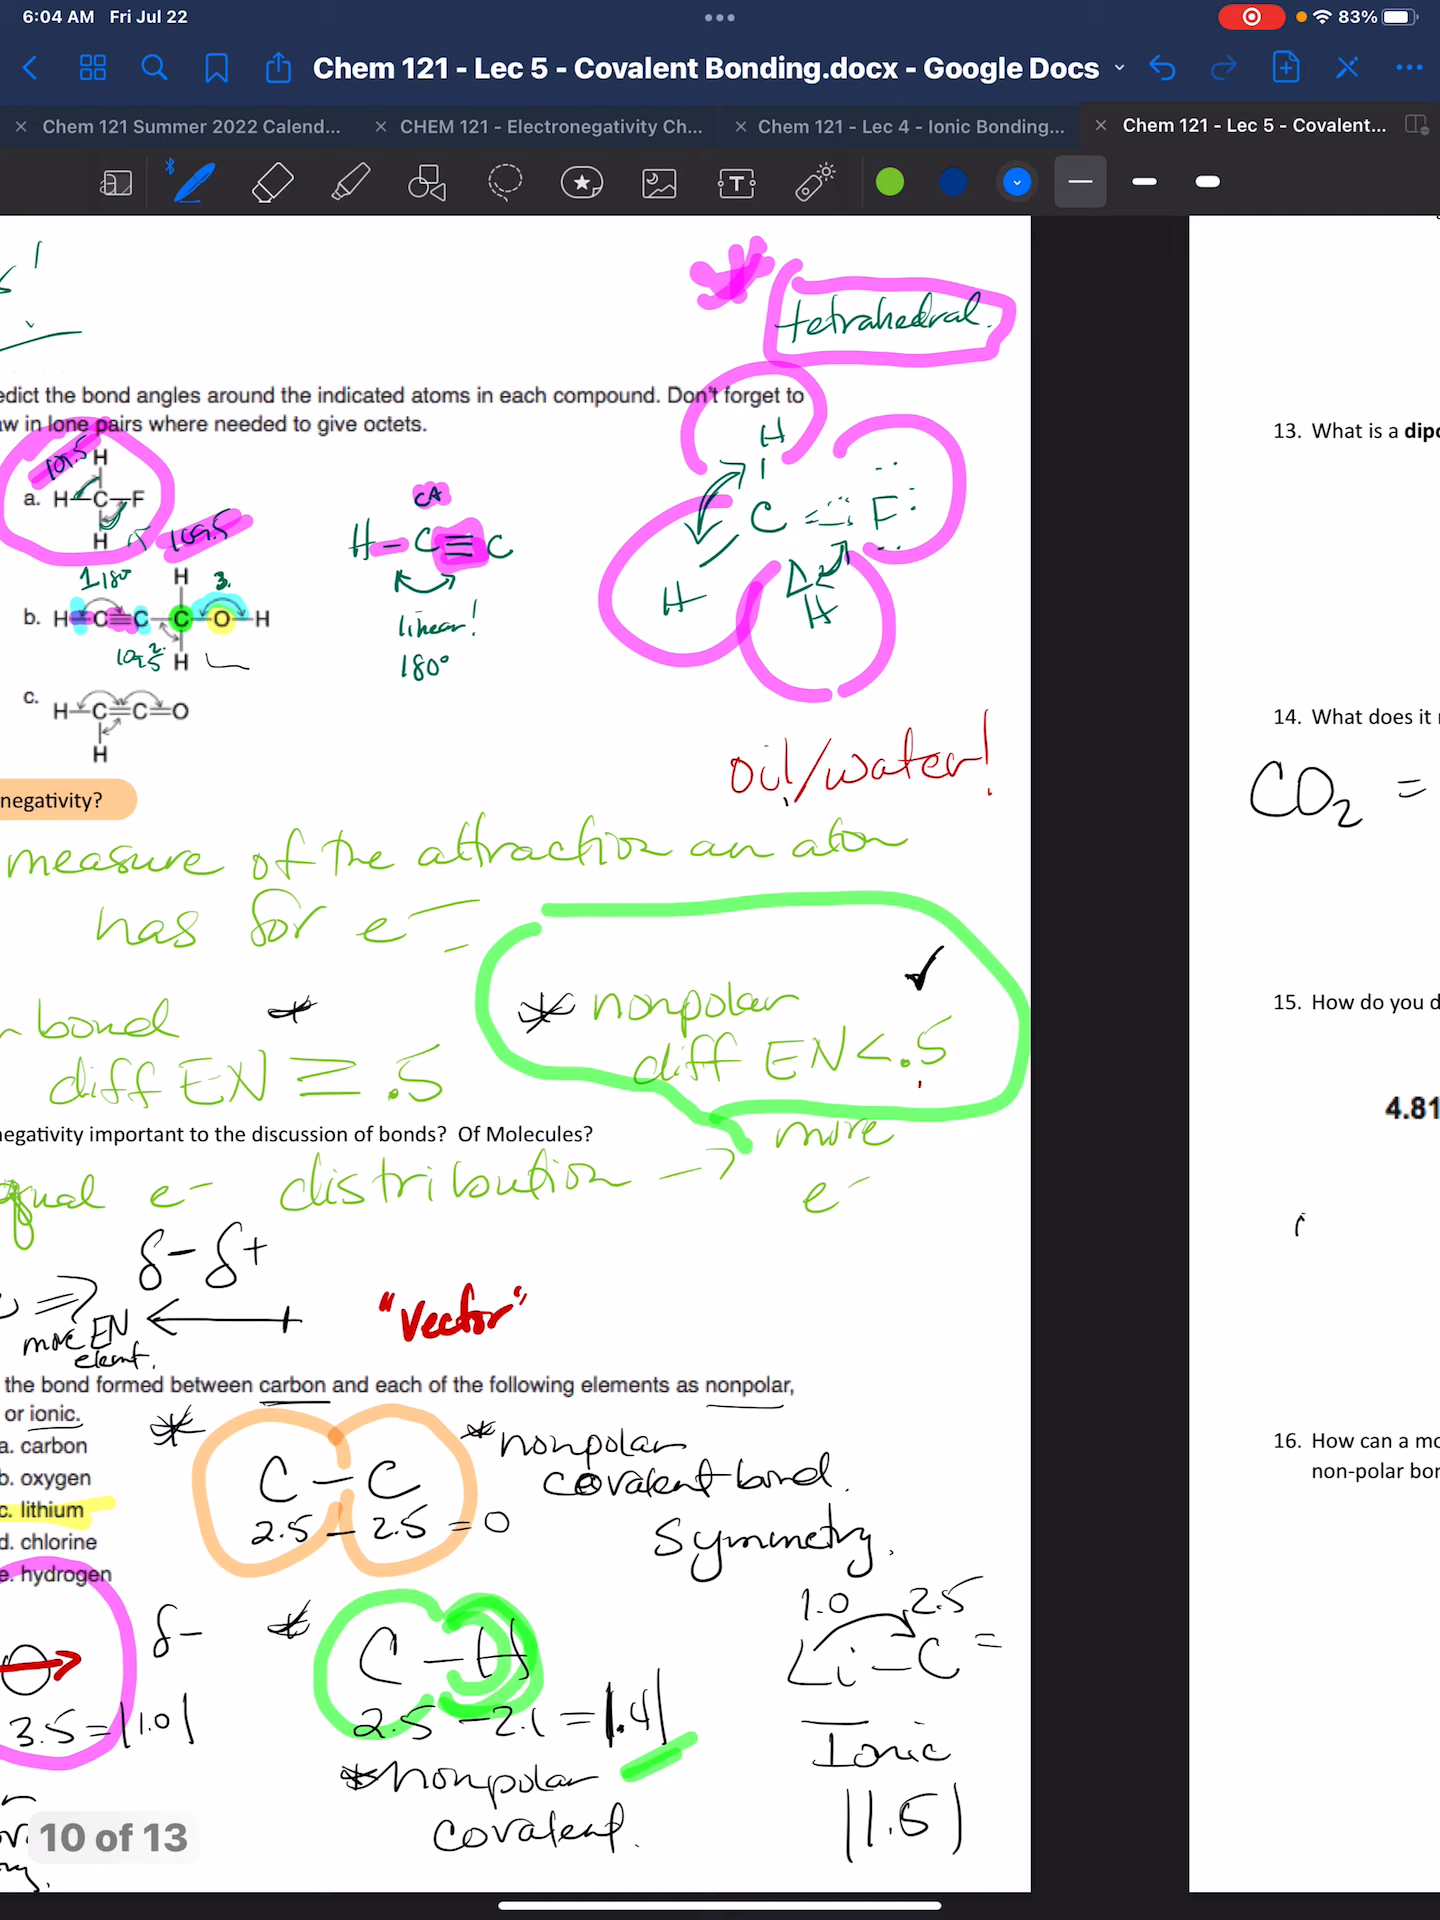 6:04 AM Fri Jul 22
83%
Chem 121 - Lec 5 - Covalent Bonding.docx - Google Docs
Chem 121 Summer 2022 Calend...
CHEM 121 - Electronegativity Ch...
Chem 121 - Lec 4 - Ionic Bonding...
Chem 121 - Lec 5 - Covalent...
tetrahedral.
edict the bond angles around the indicated atoms in each compound. Don't forget to
aw in lone pairs where needed to give octets.
109.5 H
a. H-C-F
H 109.5
CA
H-C≡C
linear!
180°
H
C F
H H
1 180° H 3.
b. H-C≡C-C-O-H
109.5 2. H
c. H-C=C=O
H
oil/water!
negativity?
measure of the attraction an atom
has for e-
bond
diff EN ≥ .5
nonpolar ✓
diff EN < .5
negativity important to the discussion of bonds? Of Molecules?
qual e- distribution → more
e-
δ- δ+
more EN
elemt.
"Vector"
the bond formed between carbon and each of the following elements as nonpolar,
or ionic.
a. carbon
b. oxygen
c. lithium
d. chlorine
e. hydrogen
C - C
2.5 - 2.5 = 0
*nonpolar
covalent bond.
Symmetry.
δ-
3.5 = |1.0|
C - H
2.5 - 2.1 = |.4|
*nonpolar
covalent.
1.0 2.5
Li - C =
Ionic
|1.5|
10 of 13
13. What is a dipo
14. What does it
CO2 =
15. How do you d
4.81
16. How can a mo
non-polar bon